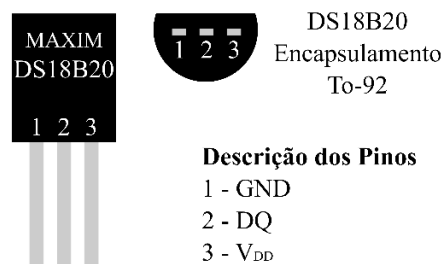 MAXIM
DS18B20
1 2 3
1 2 3
DS18B20
Encapsulamento
To-92
Descrição dos Pinos
1 - GND
2 - DQ
3 - VDD